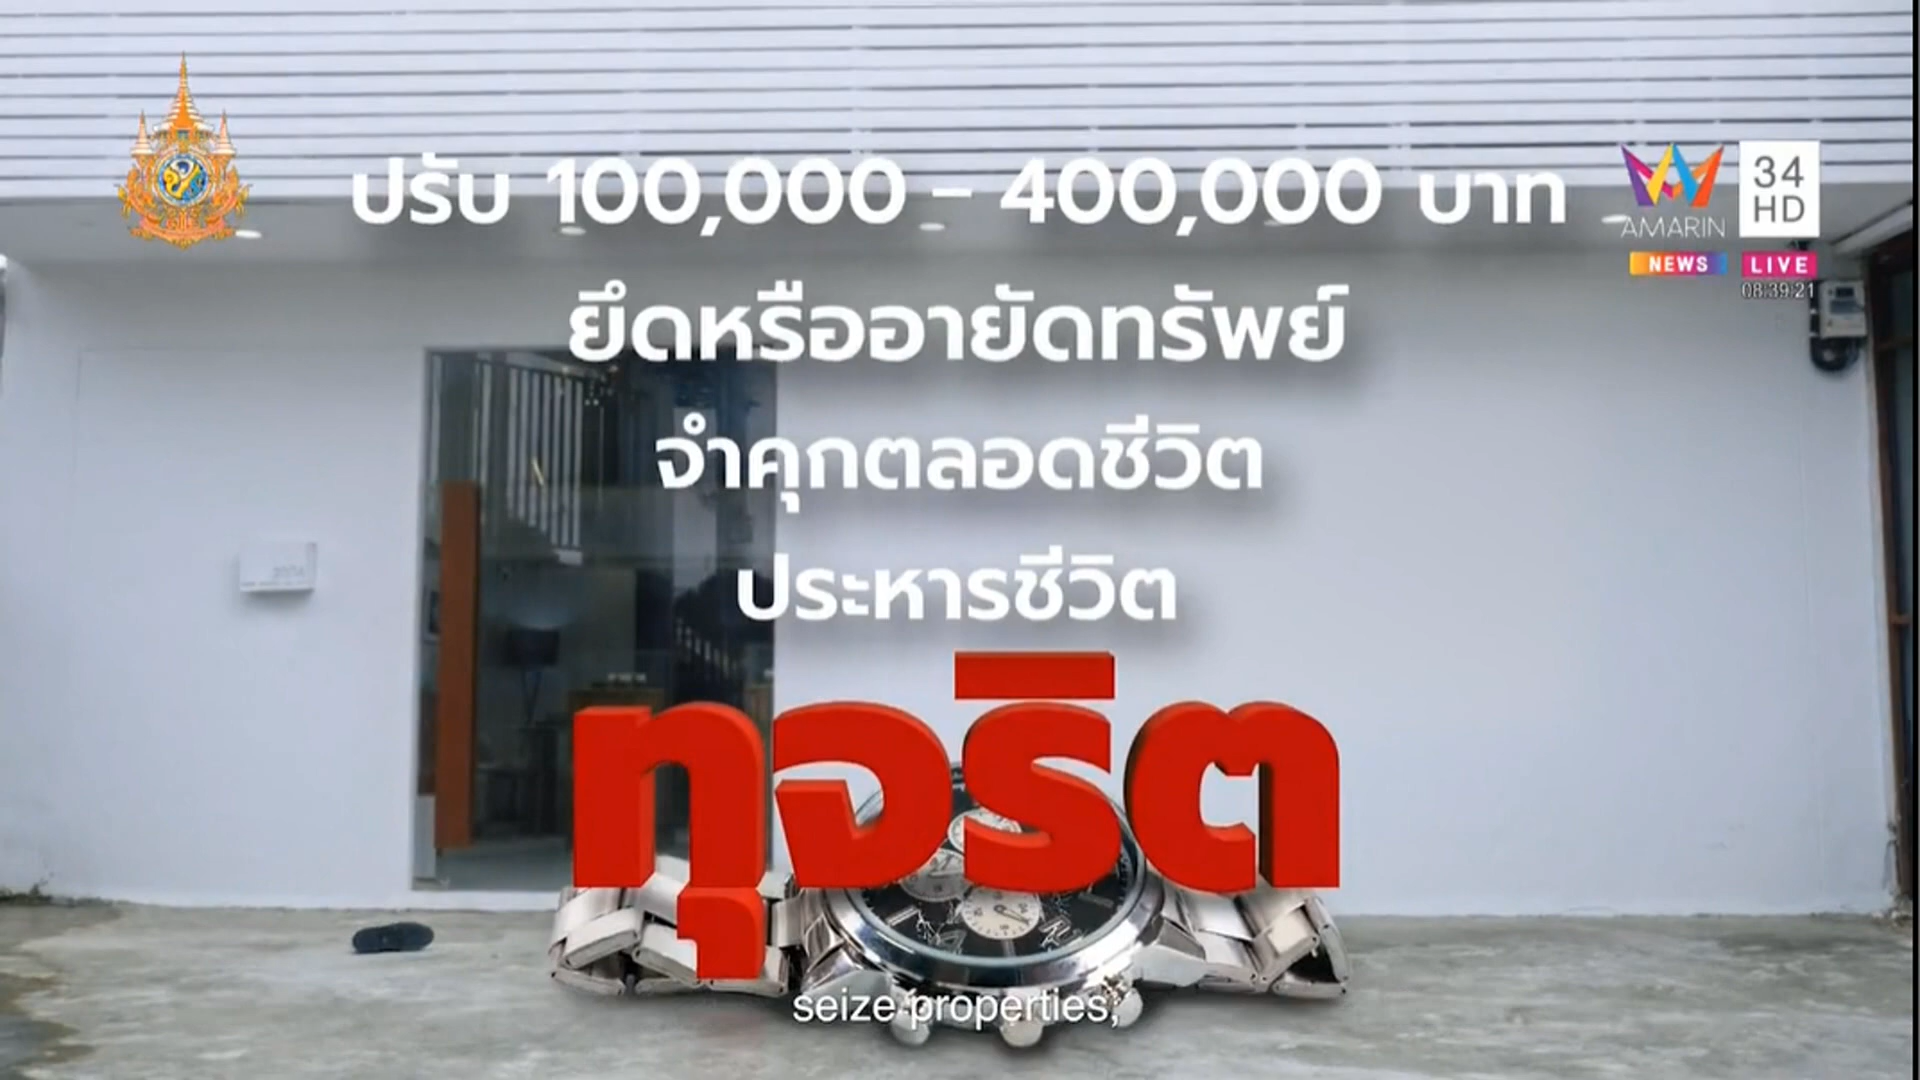 ปรับ 100,000 – 400,000 บาท
AMARIN
34
HD
NEWS
LIVE
08:39:21
ยึดหรืออายัดทรัพย์
จำคุกตลอดชีวิต
ประหารชีวิต
ทุจริต
seize properties,